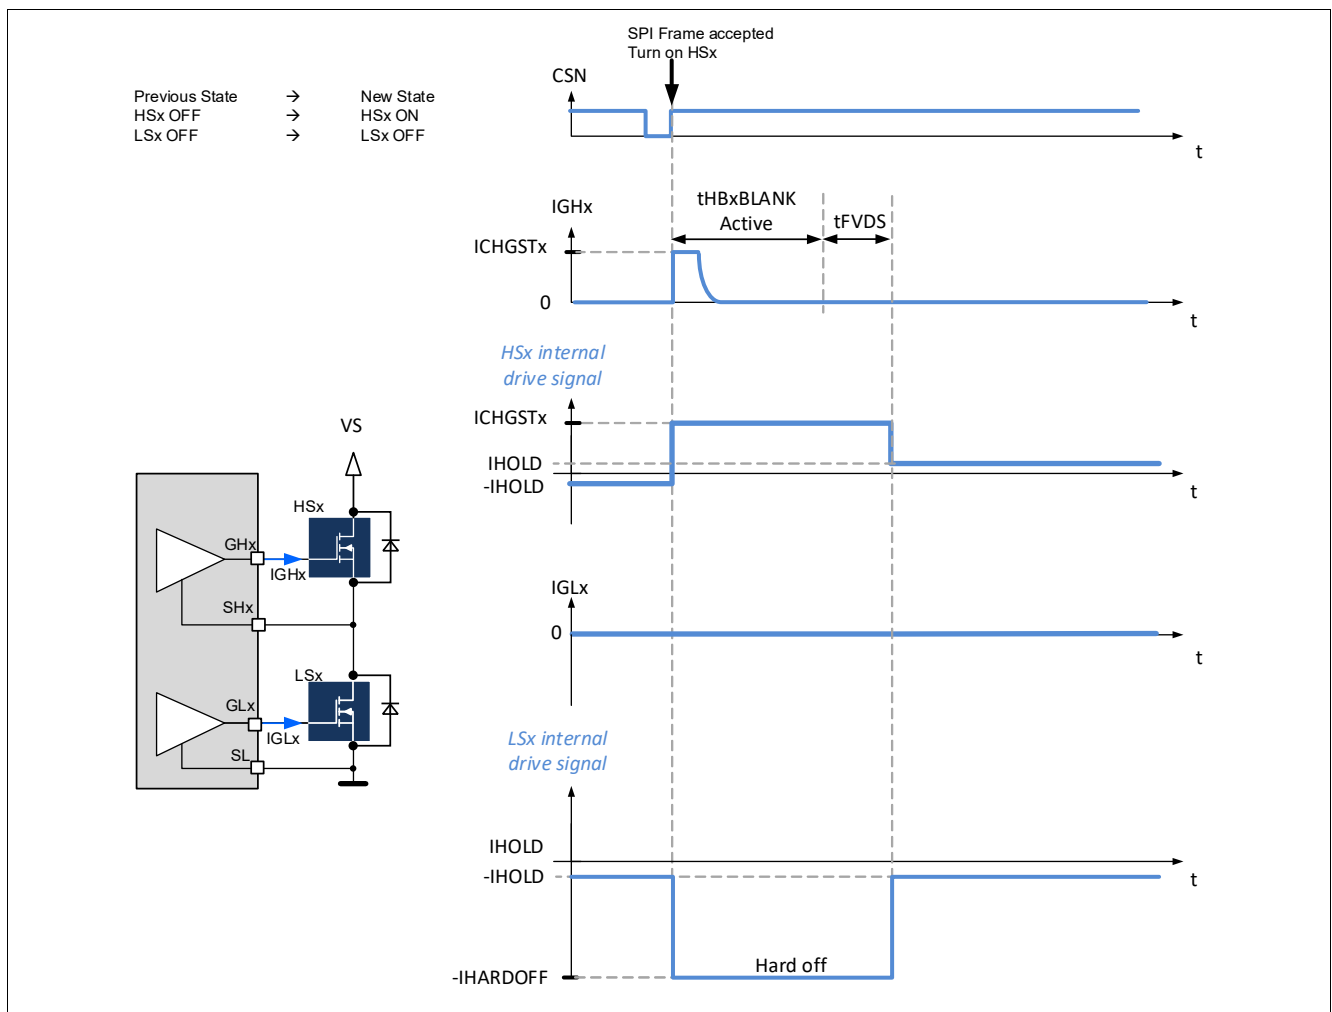 SPI Frame accepted
Turn on HSx
CSN
t
Previous State → New State
HSx OFF → HSx ON
LSx OFF → LSx OFF
IGHx
tHBxBLANK
Active
tFVDS
ICHGSTx
0
t
HSx internal
drive signal
ICHGSTx
IHOLD
-IHOLD
t
VS
HSx
GHx
IGHx
SHx
LSx
GLx
IGLx
SL
IGLx
0
t
LSx internal
drive signal
IHOLD
-IHOLD
t
Hard off
-IHARDOFF